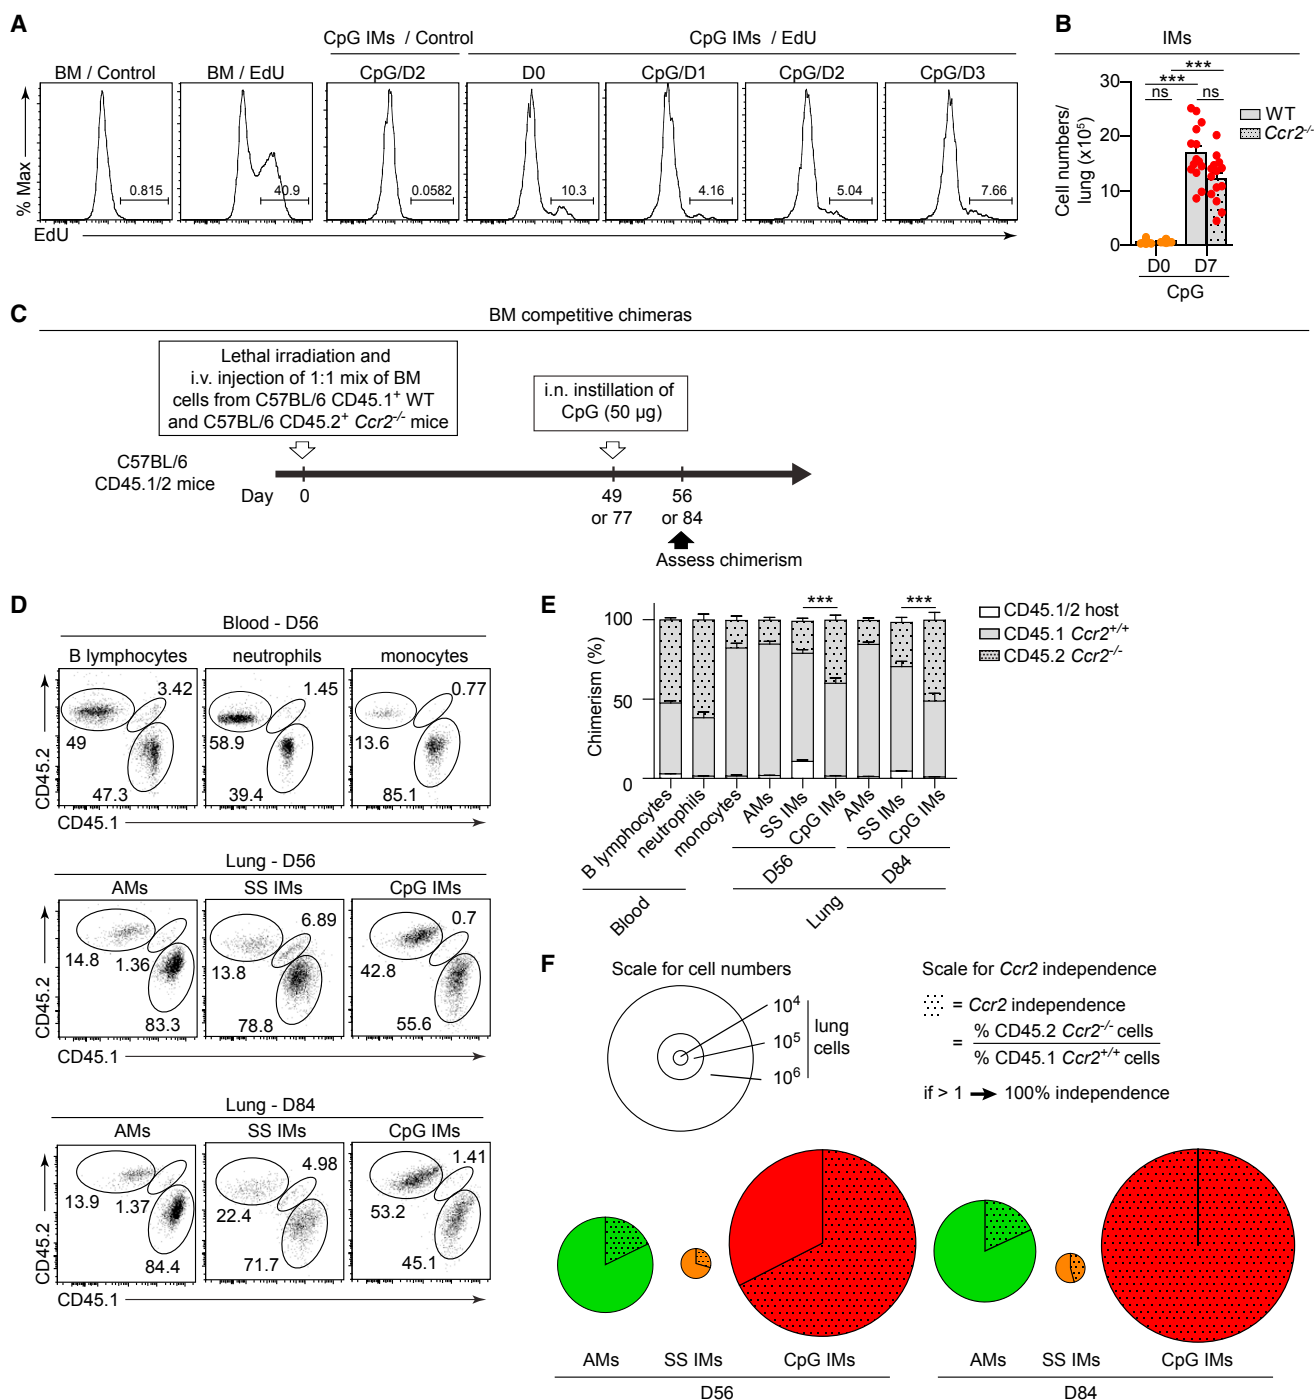 A
CpG IMs / Control
CpG IMs / EdU
BM / Control
BM / EdU
CpG/D2
D0
CpG/D1
CpG/D2
CpG/D3
% Max
0.815
40.9
0.0582
10.3
4.16
5.04
7.66
EdU
B
IMs
***
***
ns
ns
30
20
10
0
Cell numbers/
lung (x10⁵)
D0
D7
CpG
WT
Ccr2⁻/⁻
C
BM competitive chimeras
Lethal irradiation and
i.v. injection of 1:1 mix of BM
cells from C57BL/6 CD45.1⁺ WT
and C57BL/6 CD45.2⁺ Ccr2⁻/⁻ mice
i.n. instillation of
CpG (50 µg)
C57BL/6
CD45.1/2 mice
Day
0
49
or 77
56
or 84
Assess chimerism
D
Blood - D56
B lymphocytes
neutrophils
monocytes
3.42
49
47.3
1.45
58.9
39.4
0.77
13.6
85.1
CD45.2
CD45.1
Lung - D56
AMs
SS IMs
CpG IMs
14.8
1.36
83.3
6.89
13.8
78.8
0.7
42.8
55.6
CD45.2
CD45.1
Lung - D84
AMs
SS IMs
CpG IMs
13.9
1.37
84.4
4.98
22.4
71.7
1.41
53.2
45.1
CD45.2
CD45.1
E
***
***
100
50
0
Chimerism (%)
B lymphocytes
neutrophils
monocytes
AMs
SS IMs
CpG IMs
AMs
SS IMs
CpG IMs
D56
D84
Blood
Lung
CD45.1/2 host
CD45.1 Ccr2⁺/⁺
CD45.2 Ccr2⁻/⁻
F
Scale for cell numbers
10⁴
10⁵
10⁶
lung
cells
Scale for Ccr2 independence
= Ccr2 independence
= % CD45.2 Ccr2⁻/⁻ cells
% CD45.1 Ccr2⁺/⁺ cells
if > 1 → 100% independence
AMs
SS IMs
CpG IMs
AMs
SS IMs
CpG IMs
D56
D84